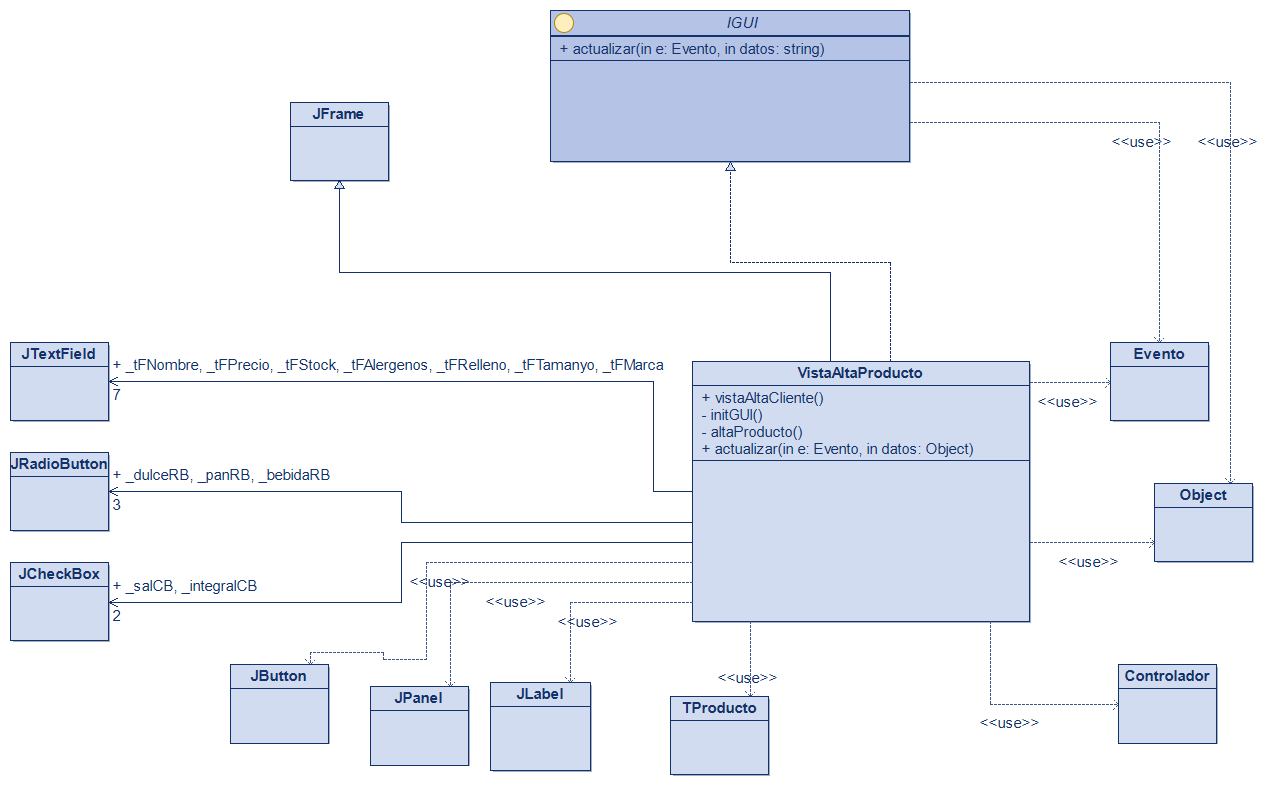 IGUI
+ actualizar(in e: Evento, in datos: string)
JFrame
<<use>>
<<use>>
JTextField
+ _tFNombre, _tFPrecio, _tFStock, _tFAlergenos, _tFRelleno, _tFTamanyo, _tFMarca
7
VistaAltaProducto
+ vistaAltaCliente()
- initGUI()
- altaProducto()
+ actualizar(in e: Evento, in datos: Object)
Evento
<<use>>
JRadioButton
+ _dulceRB, _panRB, _bebidaRB
3
Object
<<use>>
JCheckBox
+ _salCB, _integralCB
2
<<use>>
<<use>>
<<use>>
JButton
JPanel
JLabel
<<use>>
TProducto
Controlador
<<use>>